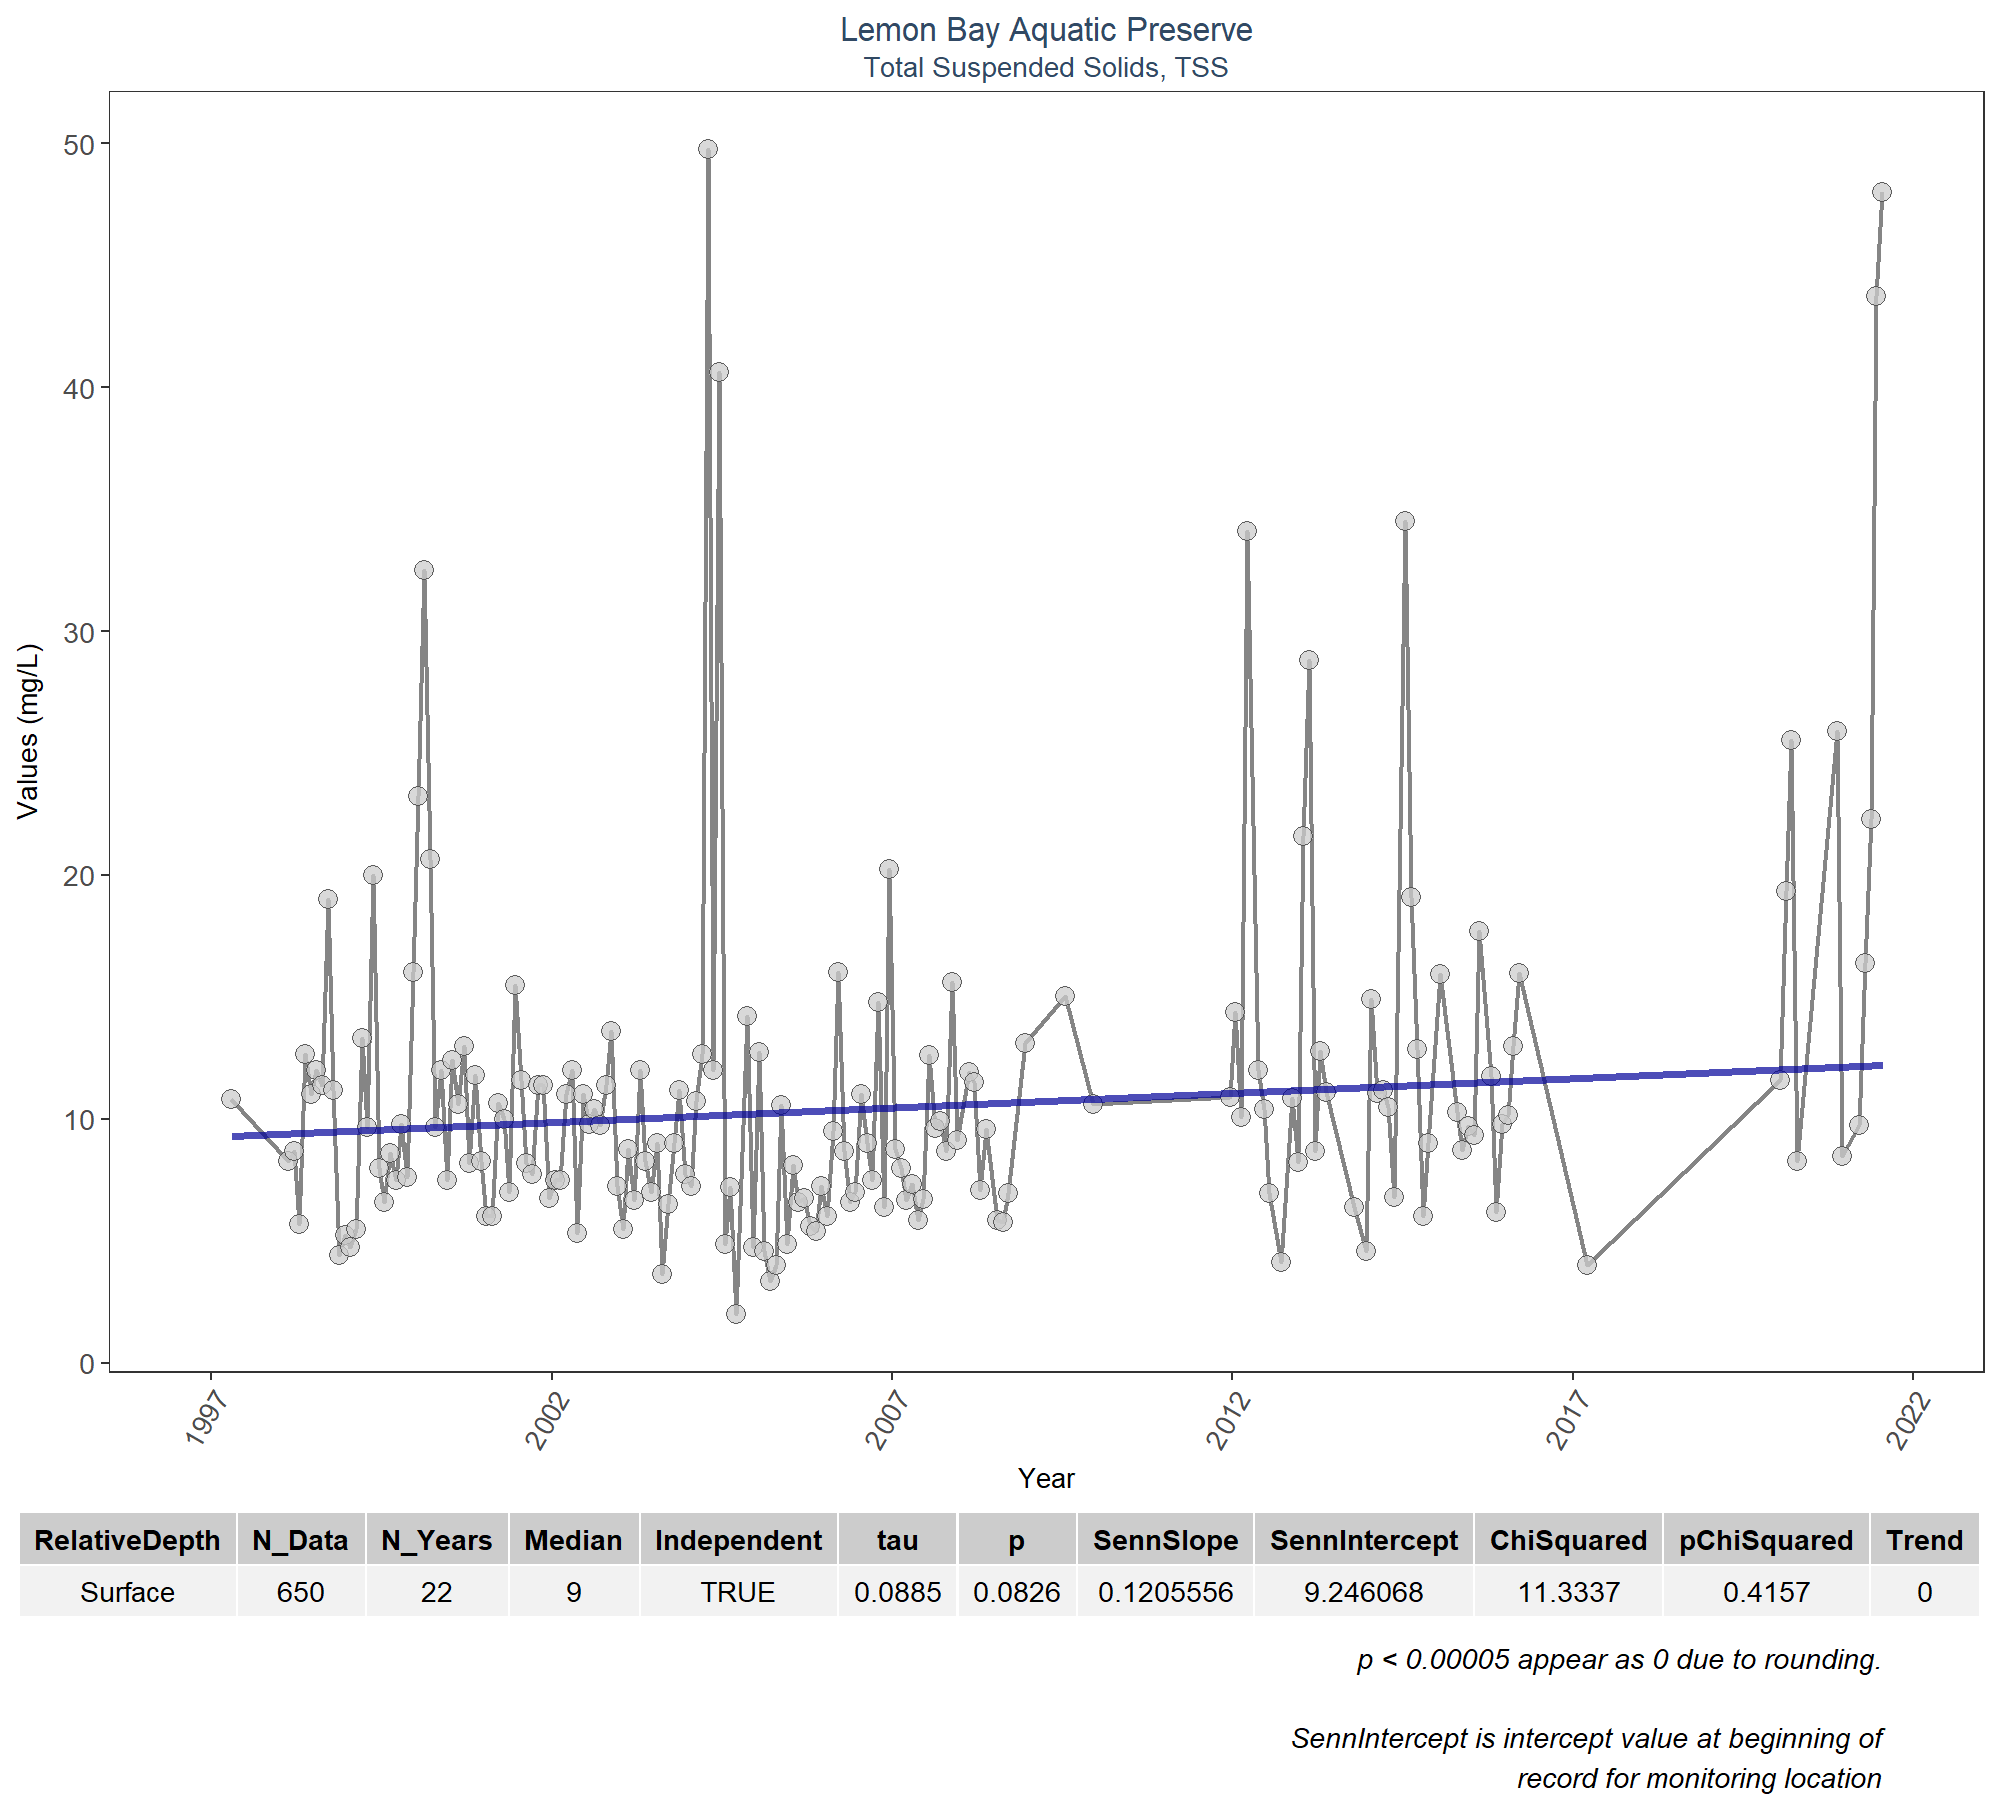 Lemon Bay Aquatic Preserve
Total Suspended Solids, TSS
50
40
30
20
10
0
Values (mg/L)
1997 2002 2007 2012 2017 2022
Year
RelativeDepth N_Data N_Years Median Independent tau p SennSlope SennIntercept ChiSquared pChiSquared Trend
Surface 650 22 9 TRUE 0.0885 0.0826 0.1205556 9.246068 11.3337 0.4157 0
p < 0.00005 appear as 0 due to rounding.
SennIntercept is intercept value at beginning of
record for monitoring location